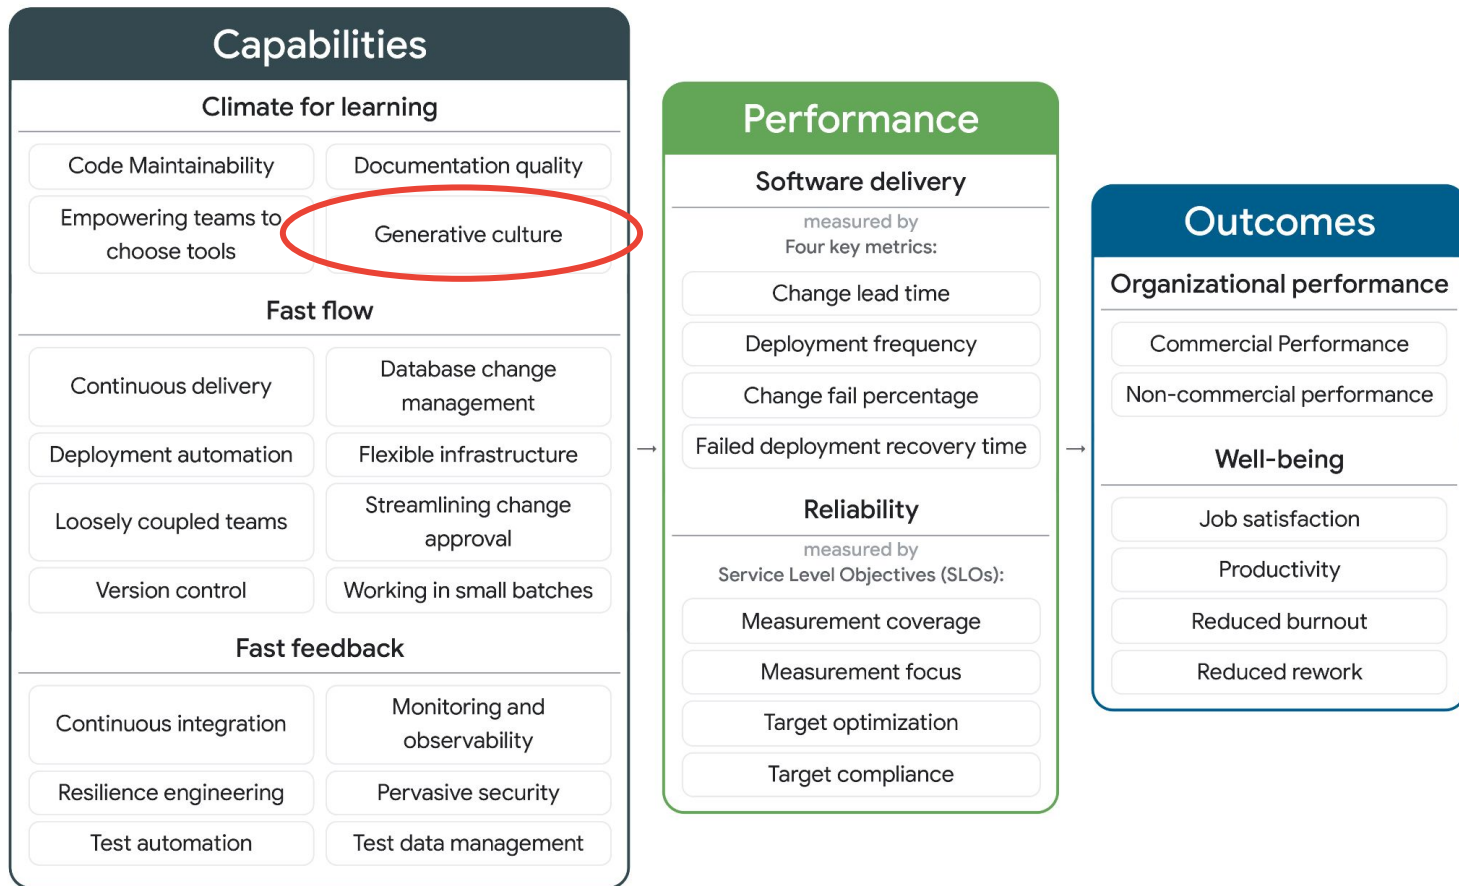 Capabilities
Climate for learning
Code Maintainability
Documentation quality
Empowering teams to
choose tools
Generative culture
Fast flow
Continuous delivery
Database change
management
Deployment automation
Flexible infrastructure
Loosely coupled teams
Streamlining change
approval
Version control
Working in small batches
Fast feedback
Continuous integration
Monitoring and
observability
Resilience engineering
Pervasive security
Test automation
Test data management
Performance
Software delivery
measured by
Four key metrics:
Change lead time
Deployment frequency
Change fail percentage
Failed deployment recovery time
Reliability
measured by
Service Level Objectives (SLOs):
Measurement coverage
Measurement focus
Target optimization
Target compliance
Outcomes
Organizational performance
Commercial Performance
Non-commercial performance
Well-being
Job satisfaction
Productivity
Reduced burnout
Reduced rework